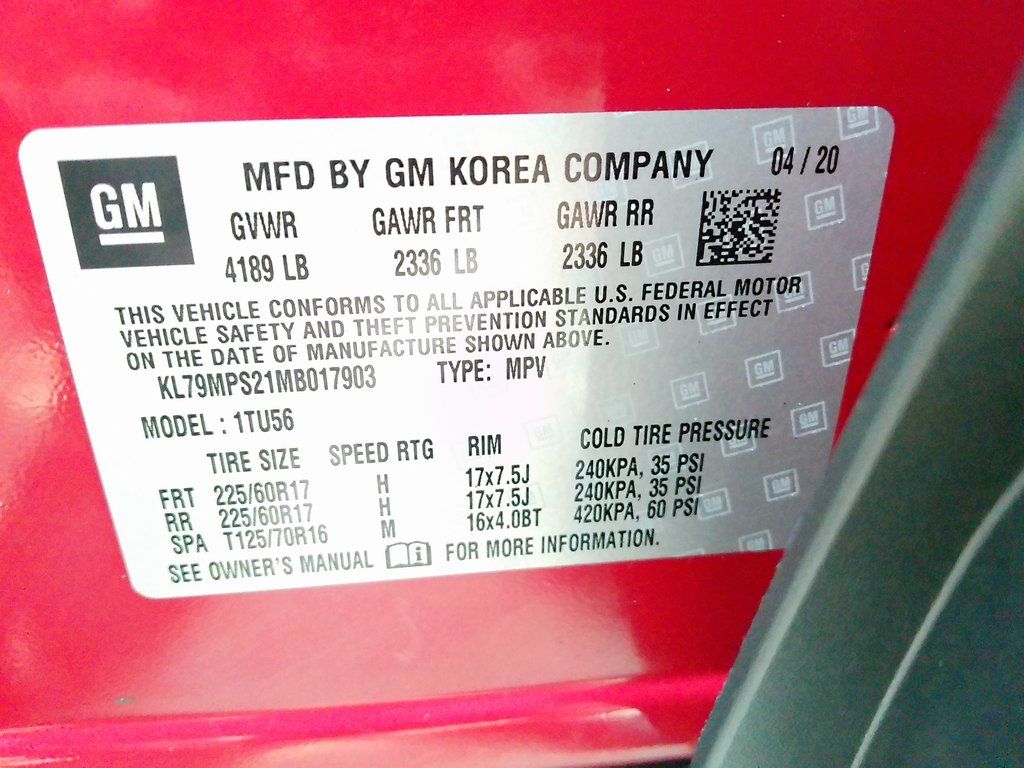 GM
MFD BY GM KOREA COMPANY 04 / 20
GVWR GAWR FRT GAWR RR
4189 LB 2336 LB 2336 LB
THIS VEHICLE CONFORMS TO ALL APPLICABLE U.S. FEDERAL MOTOR
VEHICLE SAFETY AND THEFT PREVENTION STANDARDS IN EFFECT
ON THE DATE OF MANUFACTURE SHOWN ABOVE.
KL79MPS21MB017903 TYPE: MPV
MODEL : 1TU56
TIRE SIZE SPEED RTG RIM COLD TIRE PRESSURE
FRT 225/60R17 H 17x7.5J 240KPA, 35 PSI
RR 225/60R17 H 17x7.5J 240KPA, 35 PSI
SPA T125/70R16 M 16x4.0BT 420KPA, 60 PSI
SEE OWNER'S MANUAL i FOR MORE INFORMATION.